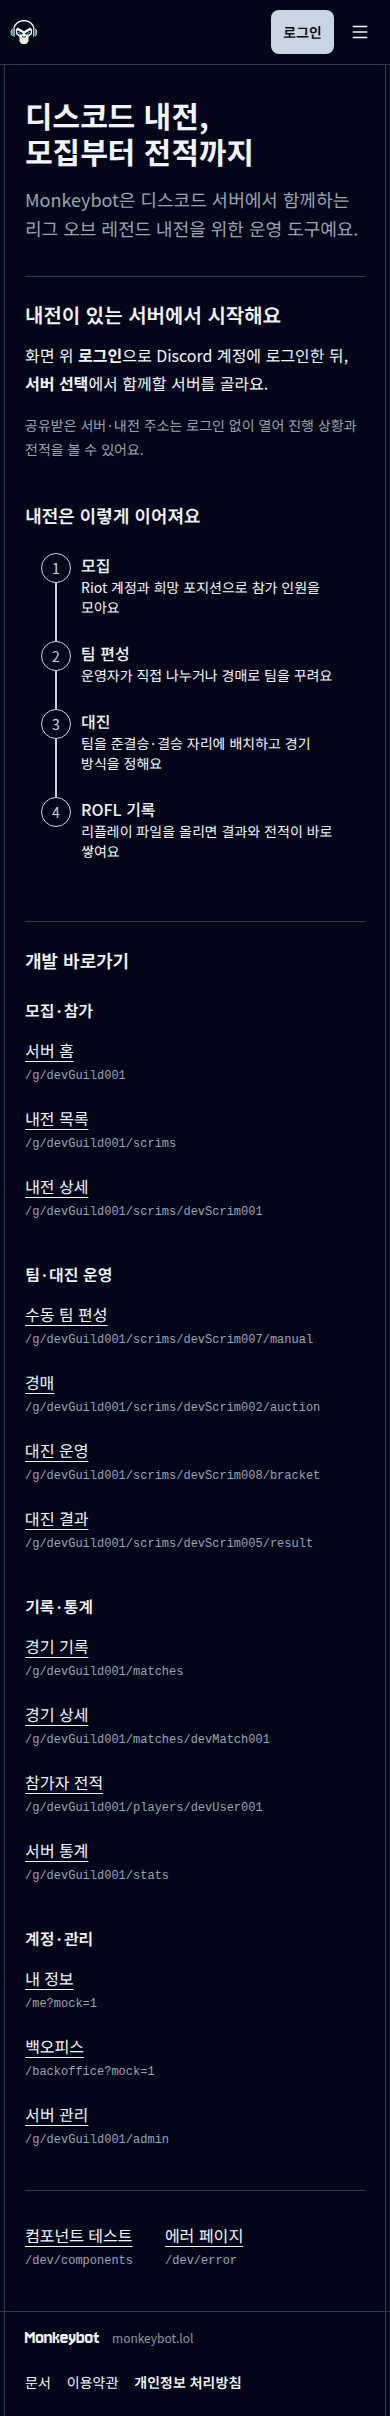 로그인
디스코드 내전,
모집부터 전적까지
Monkeybot은 디스코드 서버에서 함께하는
리그 오브 레전드 내전을 위한 운영 도구예요.
내전이 있는 서버에서 시작해요
화면 위 로그인으로 Discord 계정에 로그인한 뒤,
서버 선택에서 함께할 서버를 골라요.
공유받은 서버·내전 주소는 로그인 없이 열어 진행 상황과
전적을 볼 수 있어요.
내전은 이렇게 이어져요
1 모집
Riot 계정과 희망 포지션으로 참가 인원을
모아요
2 팀 편성
운영자가 직접 나누거나 경매로 팀을 꾸려요
3 대진
팀을 준결승·결승 자리에 배치하고 경기
방식을 정해요
4 ROFL 기록
리플레이 파일을 올리면 결과와 전적이 바로
쌓여요
개발 바로가기
모집·참가
서버 홈
/g/devGuild001
내전 목록
/g/devGuild001/scrims
내전 상세
/g/devGuild001/scrims/devScrim001
팀·대진 운영
수동 팀 편성
/g/devGuild001/scrims/devScrim007/manual
경매
/g/devGuild001/scrims/devScrim002/auction
대진 운영
/g/devGuild001/scrims/devScrim008/bracket
대진 결과
/g/devGuild001/scrims/devScrim005/result
기록·통계
경기 기록
/g/devGuild001/matches
경기 상세
/g/devGuild001/matches/devMatch001
참가자 전적
/g/devGuild001/players/devUser001
서버 통계
/g/devGuild001/stats
계정·관리
내 정보
/me?mock=1
백오피스
/backoffice?mock=1
서버 관리
/g/devGuild001/admin
컴포넌트 테스트 에러 페이지
/dev/components /dev/error
Monkeybot monkeybot.lol
문서 이용약관 개인정보 처리방침